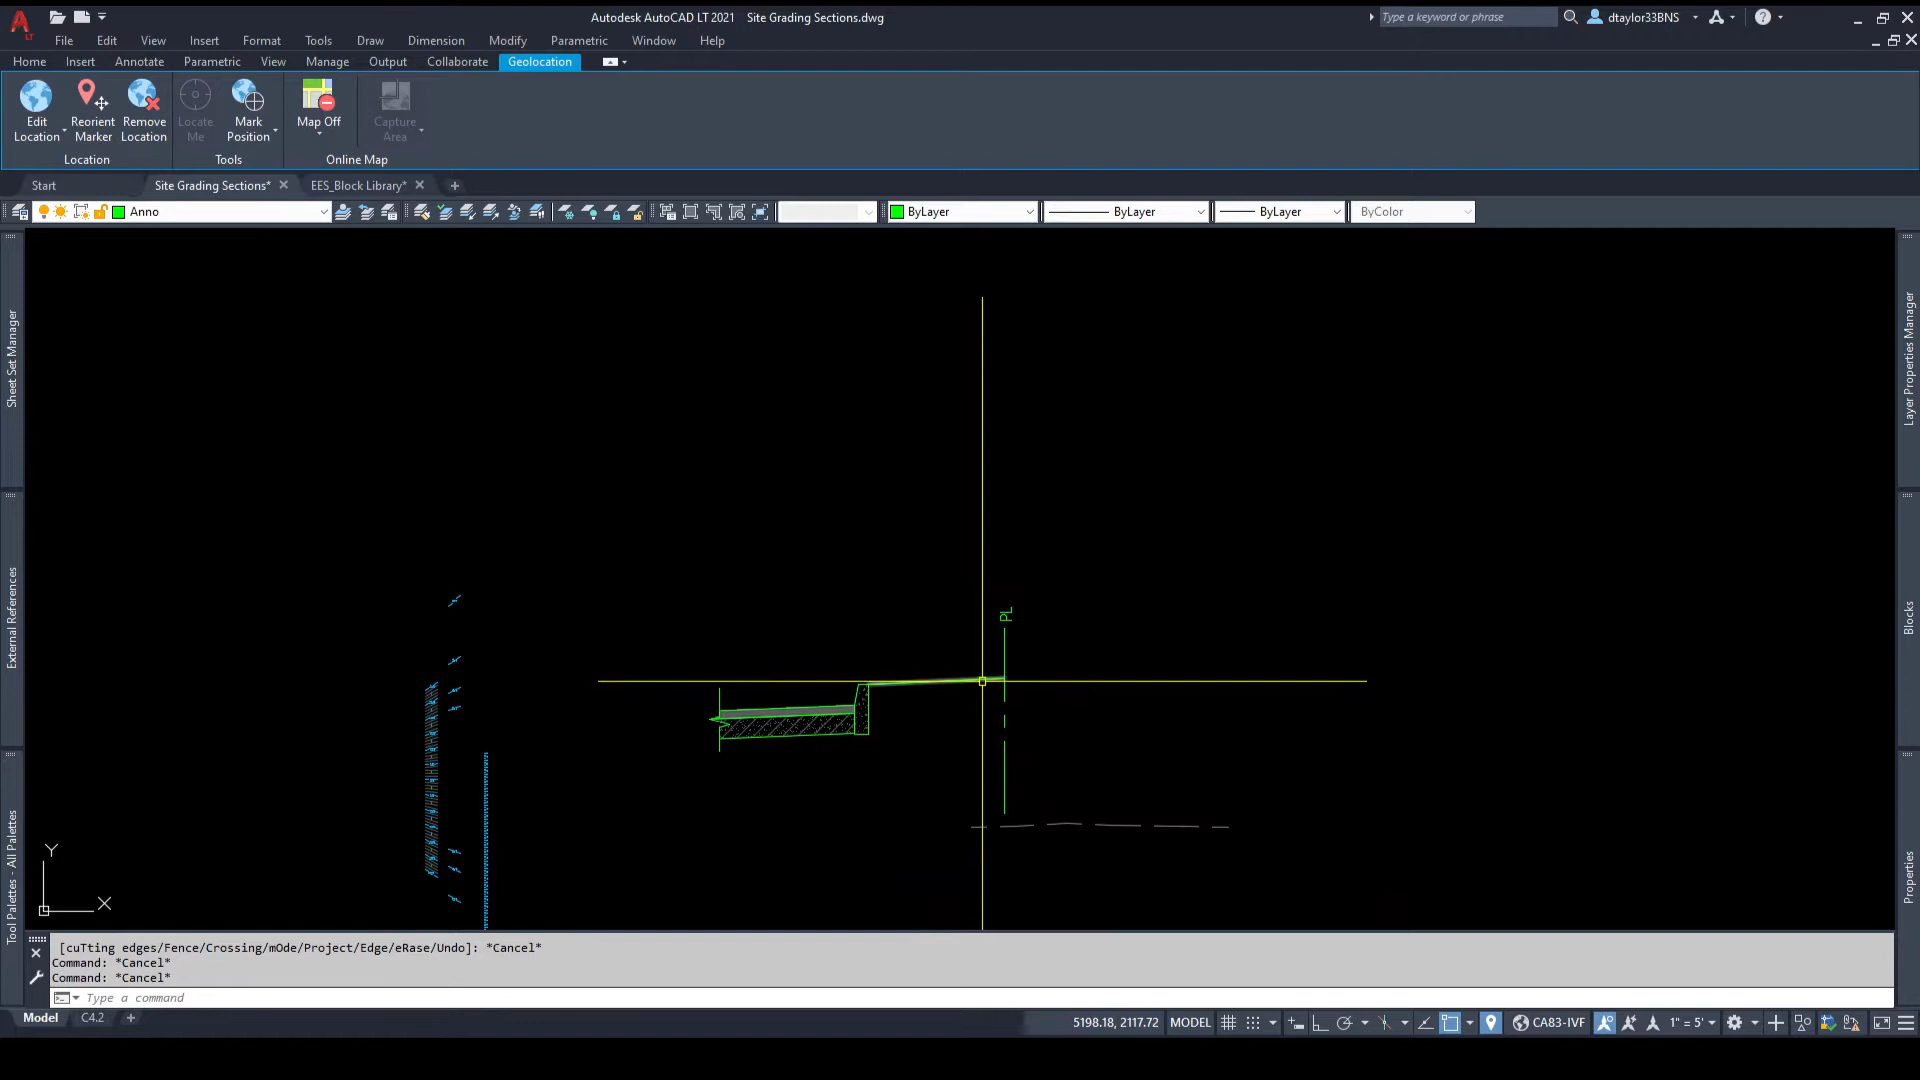 Autodesk AutoCAD LT 2021 Site Grading Sections.dwg
Type a keyword or phrase
dtaylor33BNS
LT
File Edit View Insert Format Tools Draw Dimension Modify Parametric Window Help
Home Insert Annotate Parametric View Manage Output Collaborate Geolocation
Edit Location
Reorient Marker
Remove Location
Locate Me
Mark Position
Map Off
Capture Area
Location Tools Online Map
Start Site Grading Sections* EES_Block Library*
Anno ByLayer ByLayer ByLayer ByColor
Sheet Set Manager
External References
Tool Palettes - All Palettes
Layer Properties Manager
Blocks
Properties
PL
Y
X
[cuTting edges/Fence/Crossing/mOde/Project/Edge/eRase/Undo]: *Cancel*
Command: *Cancel*
Command: *Cancel*
Type a command
Model C4.2
5198.18, 2117.72 MODEL CA83-IVF 1" = 5'